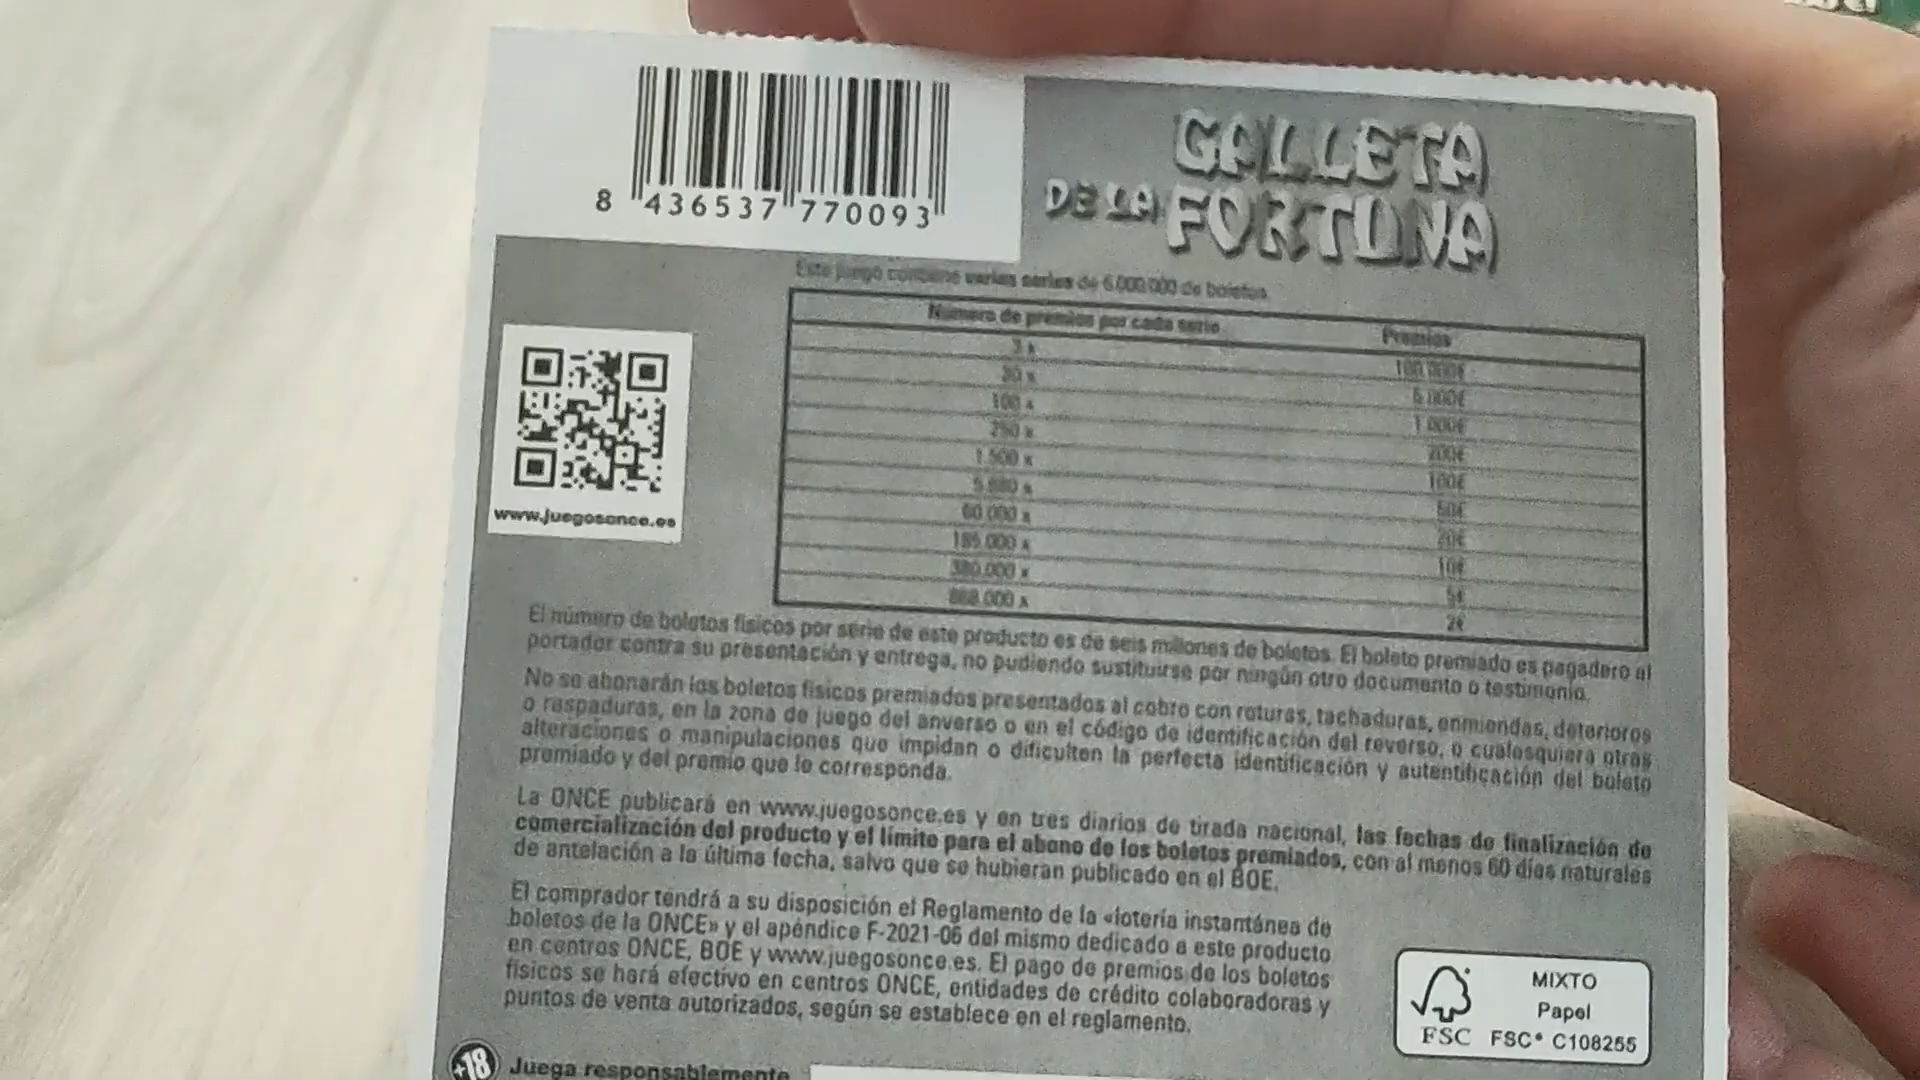 8 436537 770093
GALLETA
DE LA FORTUNA
Este juego contiene varias series de 6.000.000 de boletos
Número de premios por cada serie Premios
3 x 100.000€
100 x 1.000€
1.500 x 100€
50€
60.000 x 20€
185.000 x 10€
380.000 x 5€
2€
www.juegosonce.es
El número de boletos físicos por serie de este producto es de seis millones de boletos. El boleto premiado es pagadero al
portador contra su presentación y entrega, no pudiendo sustituirse por ningún otro documento o testimonio.
No se abonarán los boletos físicos premiados presentados al cobro con roturas, tachaduras, enmiendas, deterioros
o raspaduras, en la zona de juego del anverso o en el código de identificación del reverso, o cualesquiera otras
alteraciones o manipulaciones que impidan o dificulten la perfecta identificación y autentificación del boleto
premiado y del premio que le corresponda.
La ONCE publicará en www.juegosonce.es y en tres diarios de tirada nacional, las fechas de finalización de
comercialización del producto y el límite para el abono de los boletos premiados, con al menos 60 días naturales
de antelación a la última fecha, salvo que se hubieran publicado en el BOE.
El comprador tendrá a su disposición el Reglamento de la «lotería instantánea de
boletos de la ONCE» y el apéndice F-2021-06 del mismo dedicado a este producto
en centros ONCE, BOE y www.juegosonce.es. El pago de premios de los boletos
físicos se hará efectivo en centros ONCE, entidades de crédito colaboradoras y
puntos de venta autorizados, según se establece en el reglamento.
MIXTO
Papel
FSC FSC® C108255
+18 Juega responsablemente